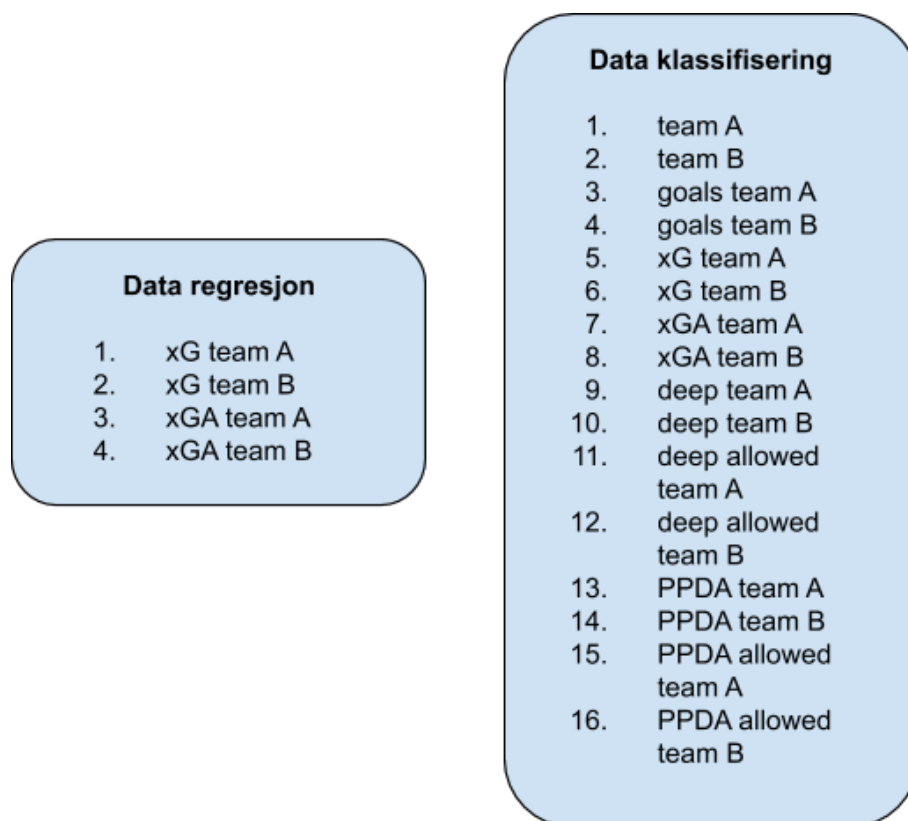 Data regresjon
1. xG team A
2. xG team B
3. xGA team A
4. xGA team B
Data klassifisering
1. team A
2. team B
3. goals team A
4. goals team B
5. xG team A
6. xG team B
7. xGA team A
8. xGA team B
9. deep team A
10. deep team B
11. deep allowed
team A
12. deep allowed
team B
13. PPDA team A
14. PPDA team B
15. PPDA allowed
team A
16. PPDA allowed
team B